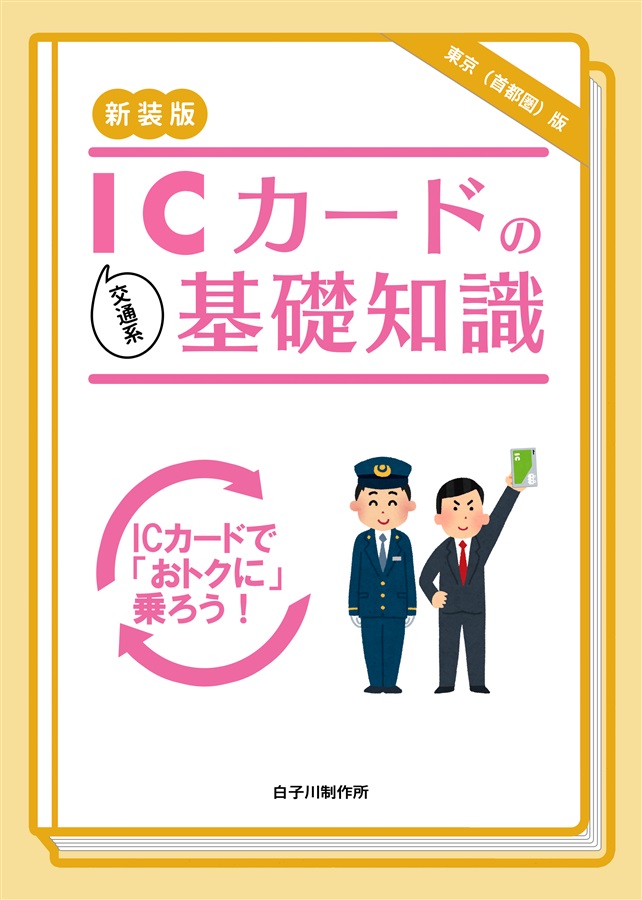 東京（首都圏）版
新装版
ICカードの
交通系
基礎知識
ICカードで
「おトクに」
乗ろう！
白子川制作所